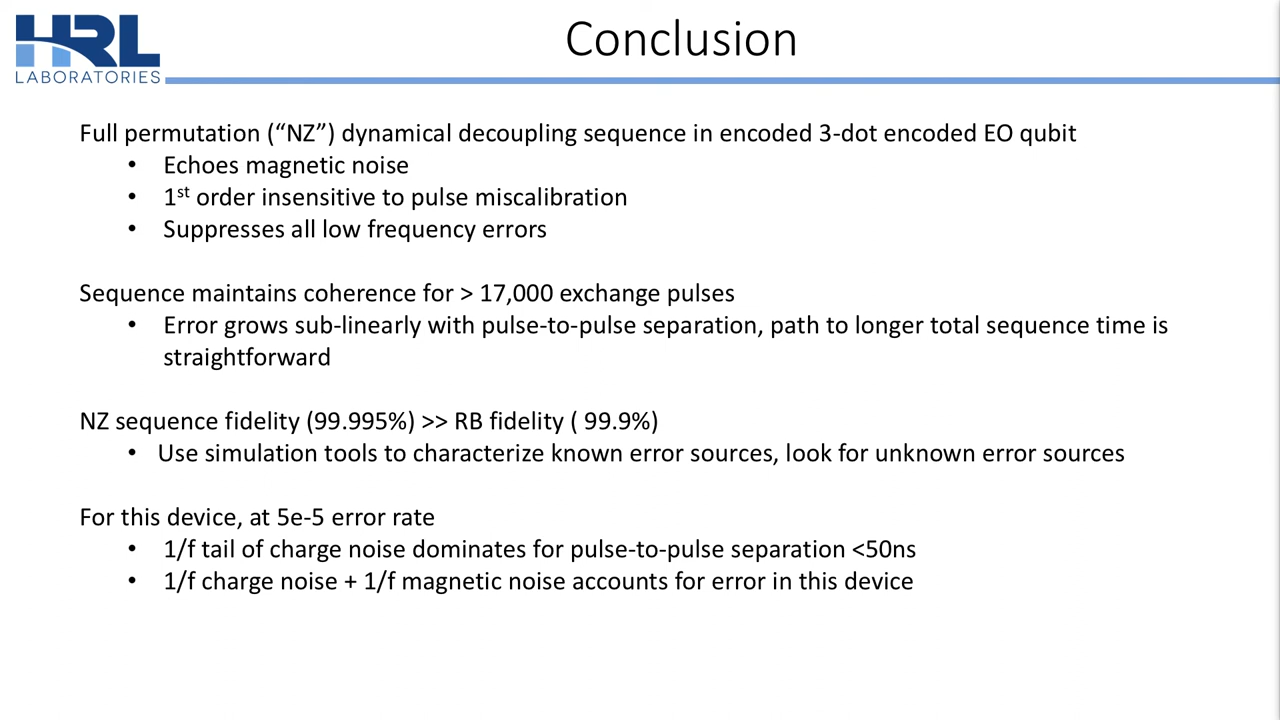 HRL
LABORATORIES
Conclusion
Full permutation (“NZ”) dynamical decoupling sequence in encoded 3-dot encoded EO qubit
• Echoes magnetic noise
• 1st order insensitive to pulse miscalibration
• Suppresses all low frequency errors
Sequence maintains coherence for > 17,000 exchange pulses
• Error grows sub-linearly with pulse-to-pulse separation, path to longer total sequence time is
straightforward
NZ sequence fidelity (99.995%) >> RB fidelity ( 99.9%)
• Use simulation tools to characterize known error sources, look for unknown error sources
For this device, at 5e-5 error rate
• 1/f tail of charge noise dominates for pulse-to-pulse separation <50ns
• 1/f charge noise + 1/f magnetic noise accounts for error in this device